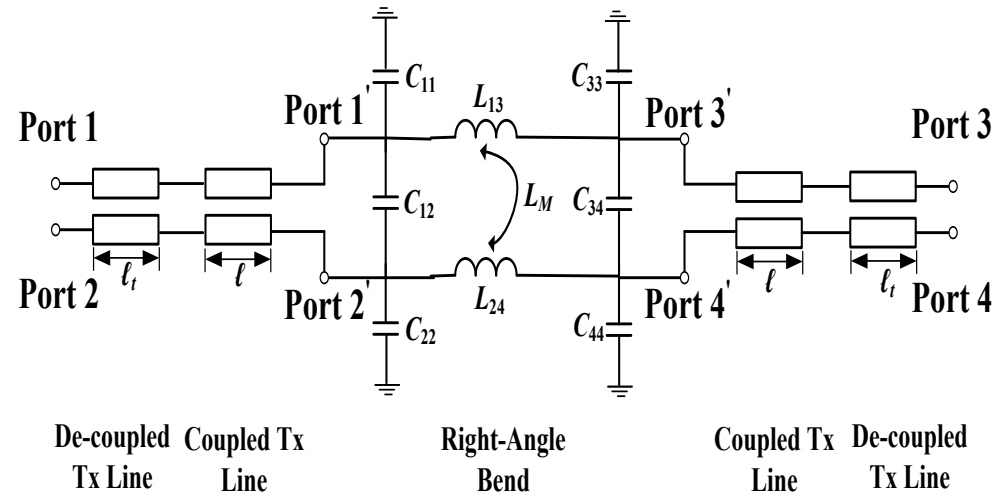 C11
C33
L13
Port 1'
Port 3'
Port 1
Port 3
LM
C12
C34
Port 2
ℓt
ℓ
Port 2'
L24
Port 4'
ℓ
ℓt
Port 4
C22
C44
De-coupled
Tx Line
Coupled Tx
Line
Right-Angle
Bend
Coupled Tx
Line
De-coupled
Tx Line